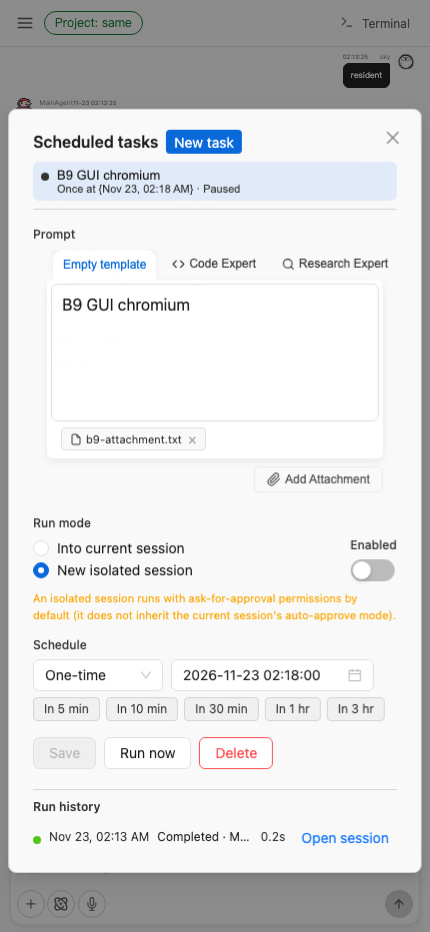 Project: same
Terminal
02:13:25 sky
resident
MainAgent11-23 02:13:25
Scheduled tasks
New task
B9 GUI chromium
Once at {Nov 23, 02:18 AM} · Paused
Prompt
Empty template
Code Expert
Research Expert
B9 GUI chromium
b9-attachment.txt
Add Attachment
Run mode
Into current session
Enabled
New isolated session
An isolated session runs with ask-for-approval permissions by
default (it does not inherit the current session's auto-approve mode).
Schedule
One-time
2026-11-23 02:18:00
In 5 min
In 10 min
In 30 min
In 1 hr
In 3 hr
Save
Run now
Delete
Run history
Nov 23, 02:13 AM Completed · M... 0.2s Open session